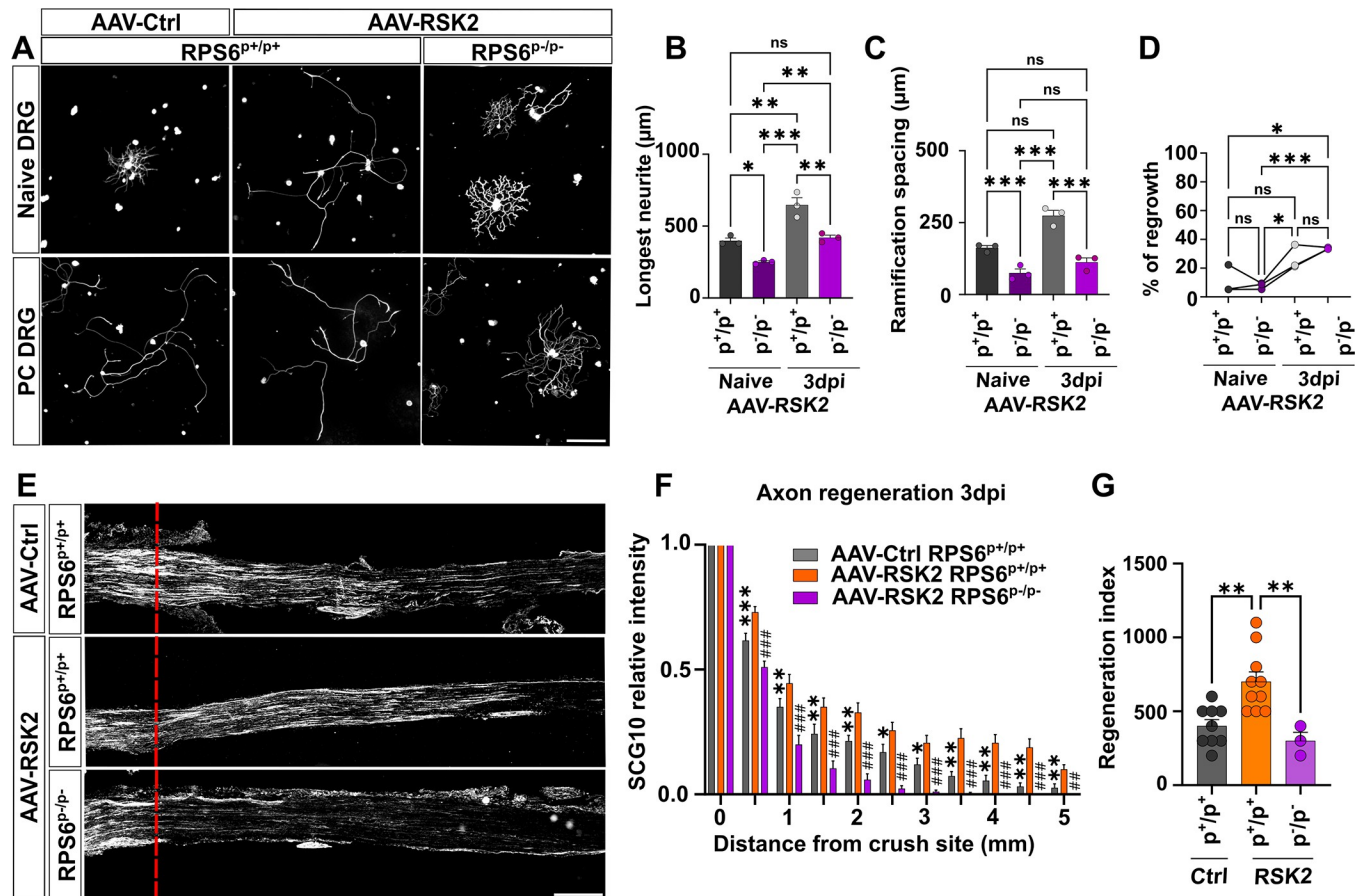 AAV-Ctrl
AAV-RSK2
A
RPS6p+/p+
RPS6p-/p-
Naive DRG
PC DRG
B
ns
**
**
***
*
**
Longest neurite (µm)
1000
500
0
p+/p+
p-/p-
p+/p+
p-/p-
Naive
3dpi
AAV-RSK2
C
ns
ns
ns
***
***
***
Ramification spacing (µm)
500
250
0
p+/p+
p-/p-
p+/p+
p-/p-
Naive
3dpi
AAV-RSK2
D
*
***
ns
ns
*
ns
% of regrowth
100
80
60
40
20
0
p+/p+
p-/p-
p+/p+
p-/p-
Naive
3dpi
AAV-RSK2
E
AAV-Ctrl
RPS6p+/p+
AAV-RSK2
RPS6p+/p+
RPS6p-/p-
F
Axon regeneration 3dpi
AAV-Ctrl RPS6p+/p+
AAV-RSK2 RPS6p+/p+
AAV-RSK2 RPS6p-/p-
SCG10 relative intensity
1.0
0.5
0.0
***
###
**
###
**
###
**
###
*
###
*
###
**
###
**
###
**
###
**
##
0
1
2
3
4
5
Distance from crush site (mm)
G
**
**
Regeneration index
1500
1000
500
0
p+/p+
p+/p+
p-/p-
Ctrl
RSK2